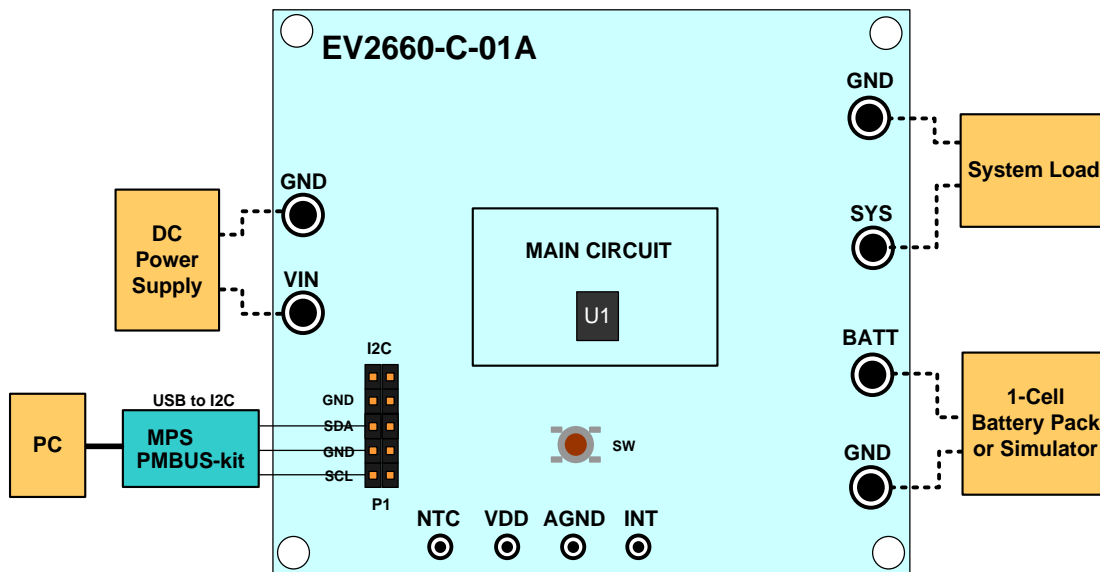 EV2660-C-01A
GND
System Load
SYS
GND
DC
Power
Supply
VIN
MAIN CIRCUIT
U1
BATT
1-Cell
Battery Pack
or Simulator
GND
I2C
GND
SDA
GND
SCL
P1
USB to I2C
PC
MPS
PMBUS-kit
SW
NTC
VDD
AGND
INT